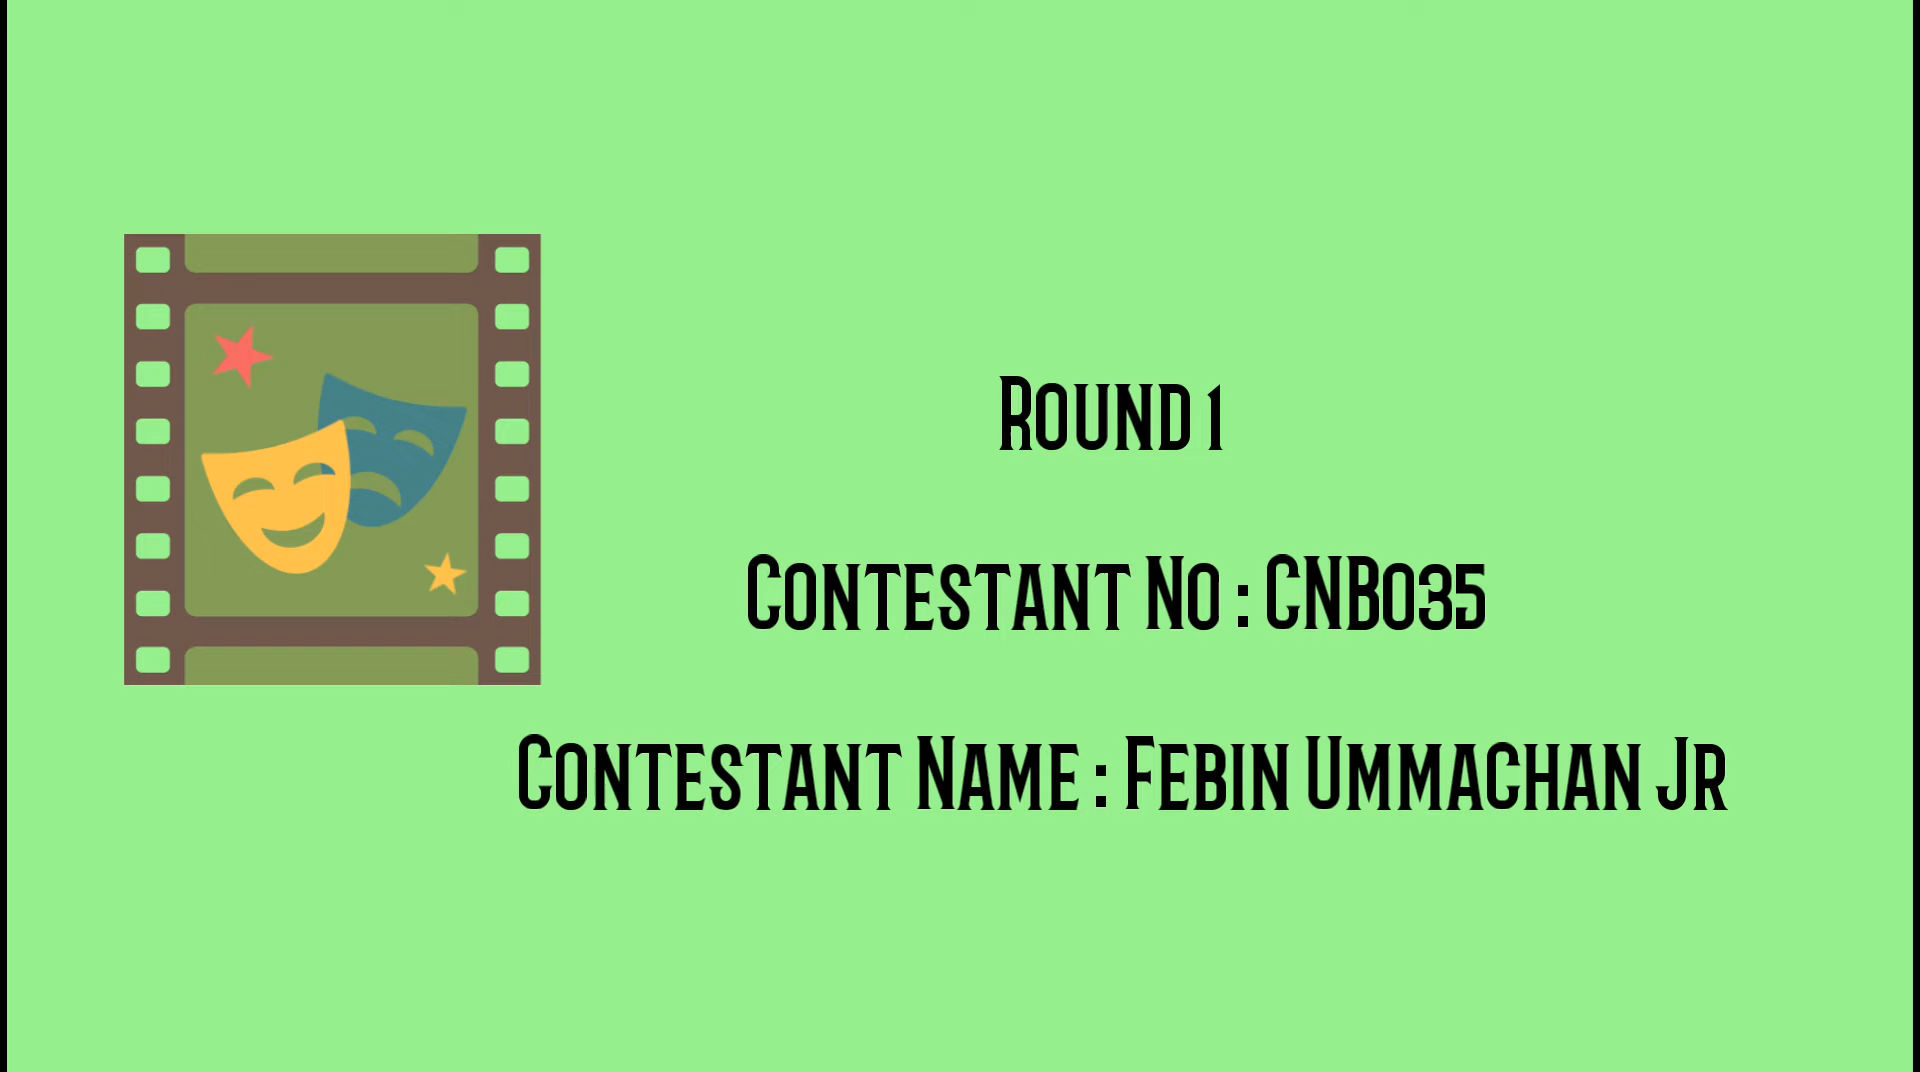 Round 1
Contestant No : CNB035
Contestant Name : Febin Ummachan Jr